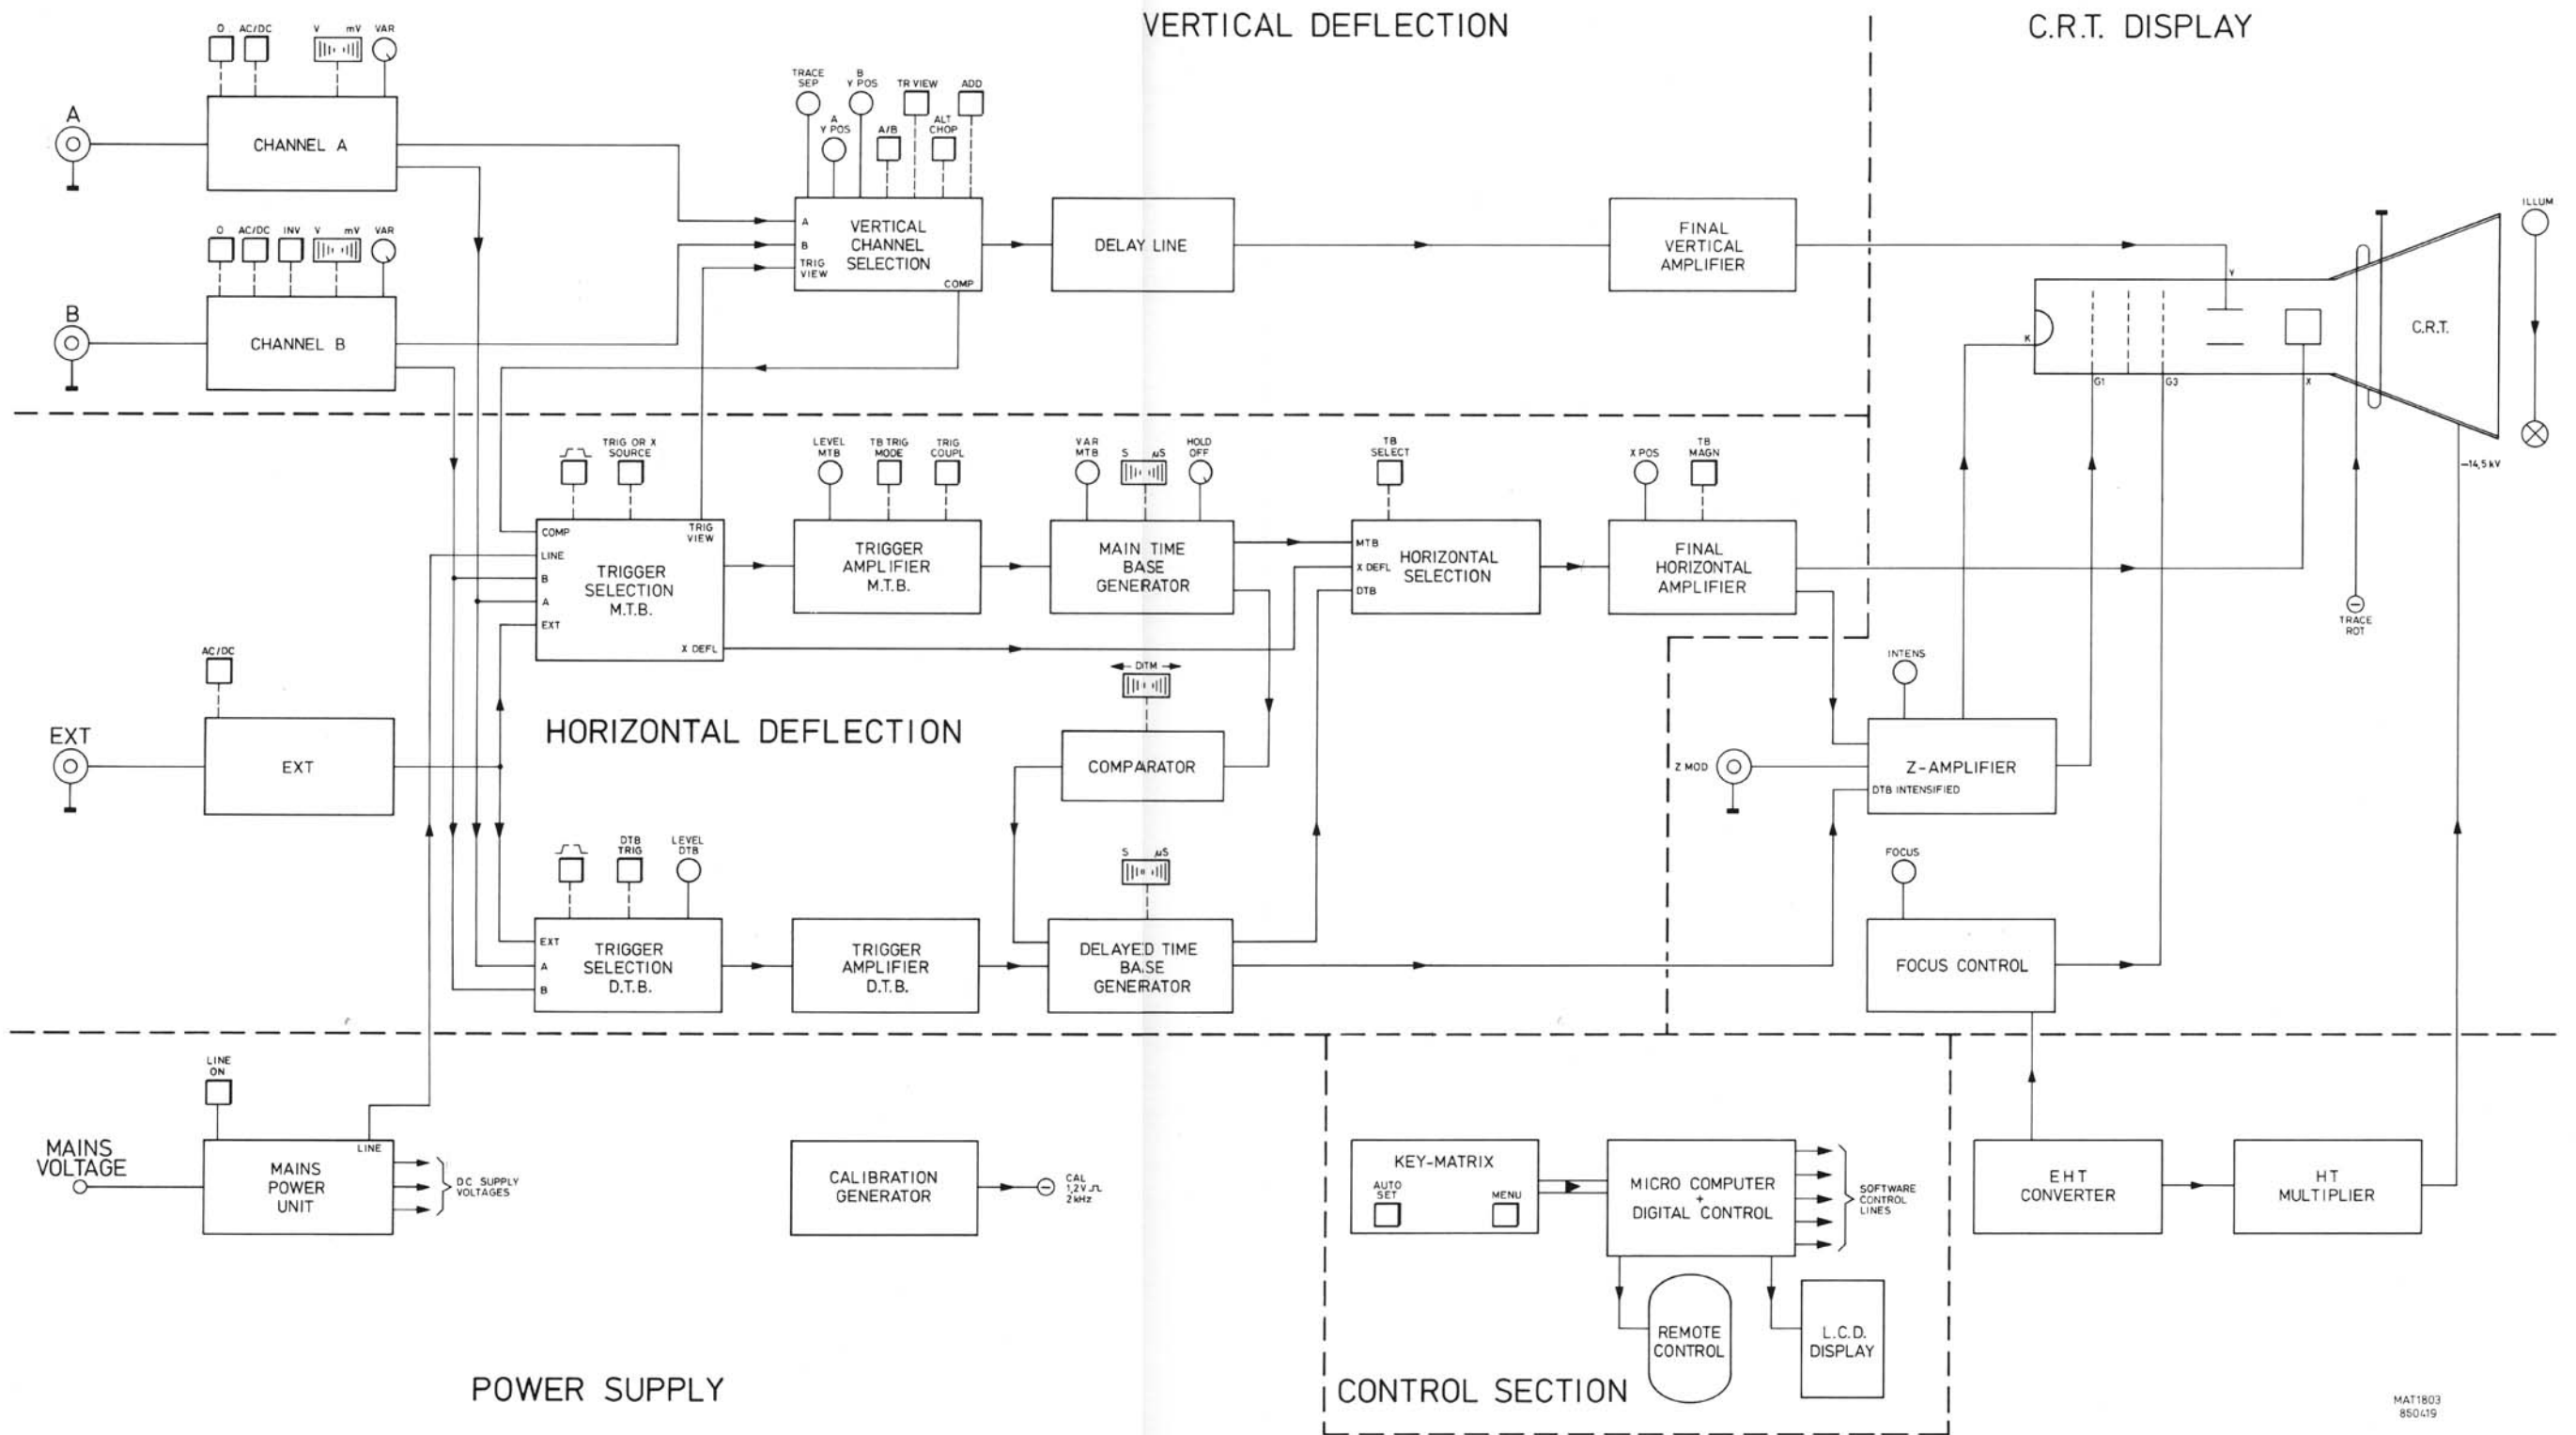 VERTICAL DEFLECTION
C.R.T. DISPLAY
0
AC/DC
V
mV
VAR
A
CHANNEL A
0
AC/DC
INV
V
mV
VAR
B
CHANNEL B
TRACE
SEP
B
Y POS
TR VIEW
ADD
A
Y POS
A/B
ALT
CHOP
A
B
TRIG
VIEW
VERTICAL
CHANNEL
SELECTION
COMP
DELAY LINE
FINAL
VERTICAL
AMPLIFIER
ILLUM
Y
K
G1
G3
X
C.R.T.
-14,5 kV
TRACE
ROT
TRIG OR X
SOURCE
COMP
LINE
B
A
EXT
TRIG
VIEW
TRIGGER
SELECTION
M.T.B.
X DEFL
LEVEL
MTB
TB TRIG
MODE
TRIG
COUPL
TRIGGER
AMPLIFIER
M.T.B.
VAR
MTB
S
µS
HOLD
OFF
MAIN TIME
BASE
GENERATOR
TB
SELECT
MTB
X DEFL
DTB
HORIZONTAL
SELECTION
X POS
TB
MAGN
FINAL
HORIZONTAL
AMPLIFIER
AC/DC
EXT
EXT
HORIZONTAL DEFLECTION
DITM
COMPARATOR
INTENS
Z MOD
Z-AMPLIFIER
DTB INTENSIFIED
DTB
TRIG
LEVEL
DTB
EXT
A
B
TRIGGER
SELECTION
D.T.B.
TRIGGER
AMPLIFIER
D.T.B.
S
µS
DELAYED TIME
BASE
GENERATOR
FOCUS
FOCUS CONTROL
LINE
ON
MAINS
VOLTAGE
LINE
MAINS
POWER
UNIT
DC SUPPLY
VOLTAGES
CALIBRATION
GENERATOR
CAL
1,2V
2kHz
KEY-MATRIX
AUTO
SET
MENU
MICRO COMPUTER
+
DIGITAL CONTROL
SOFTWARE
CONTROL
LINES
REMOTE
CONTROL
L.C.D.
DISPLAY
EHT
CONVERTER
HT
MULTIPLIER
POWER SUPPLY
CONTROL SECTION
MAT1803
850419